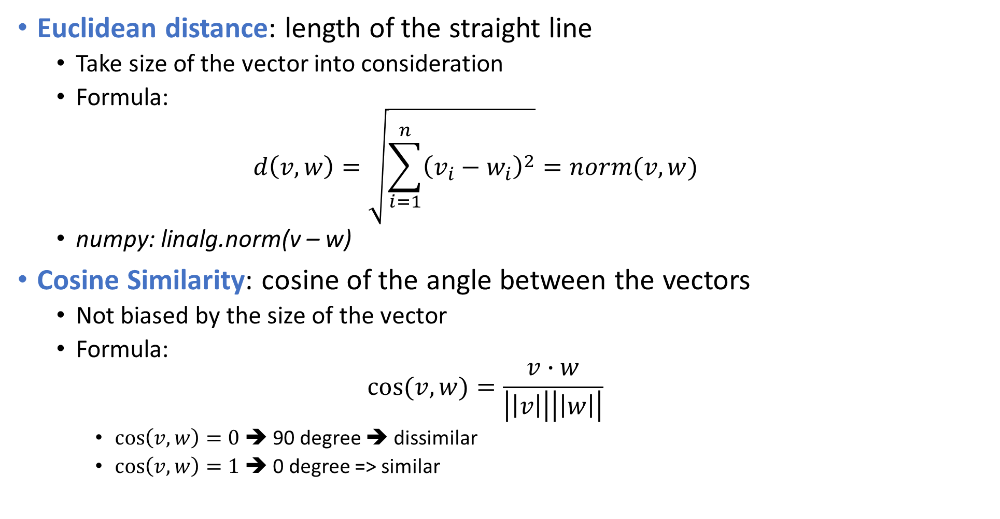 • Euclidean distance: length of the straight line
• Take size of the vector into consideration
• Formula:
$d(v, w) = \sqrt{\sum_{i=1}^{n} (v_i - w_i)^2} = norm(v, w)$
• numpy: linalg.norm(v – w)
• Cosine Similarity: cosine of the angle between the vectors
• Not biased by the size of the vector
• Formula:
$\cos(v, w) = \frac{v \cdot w}{||v||||w||}$
• cos(v, w) = 0 ➔ 90 degree ➔ dissimilar
• cos(v, w) = 1 ➔ 0 degree => similar